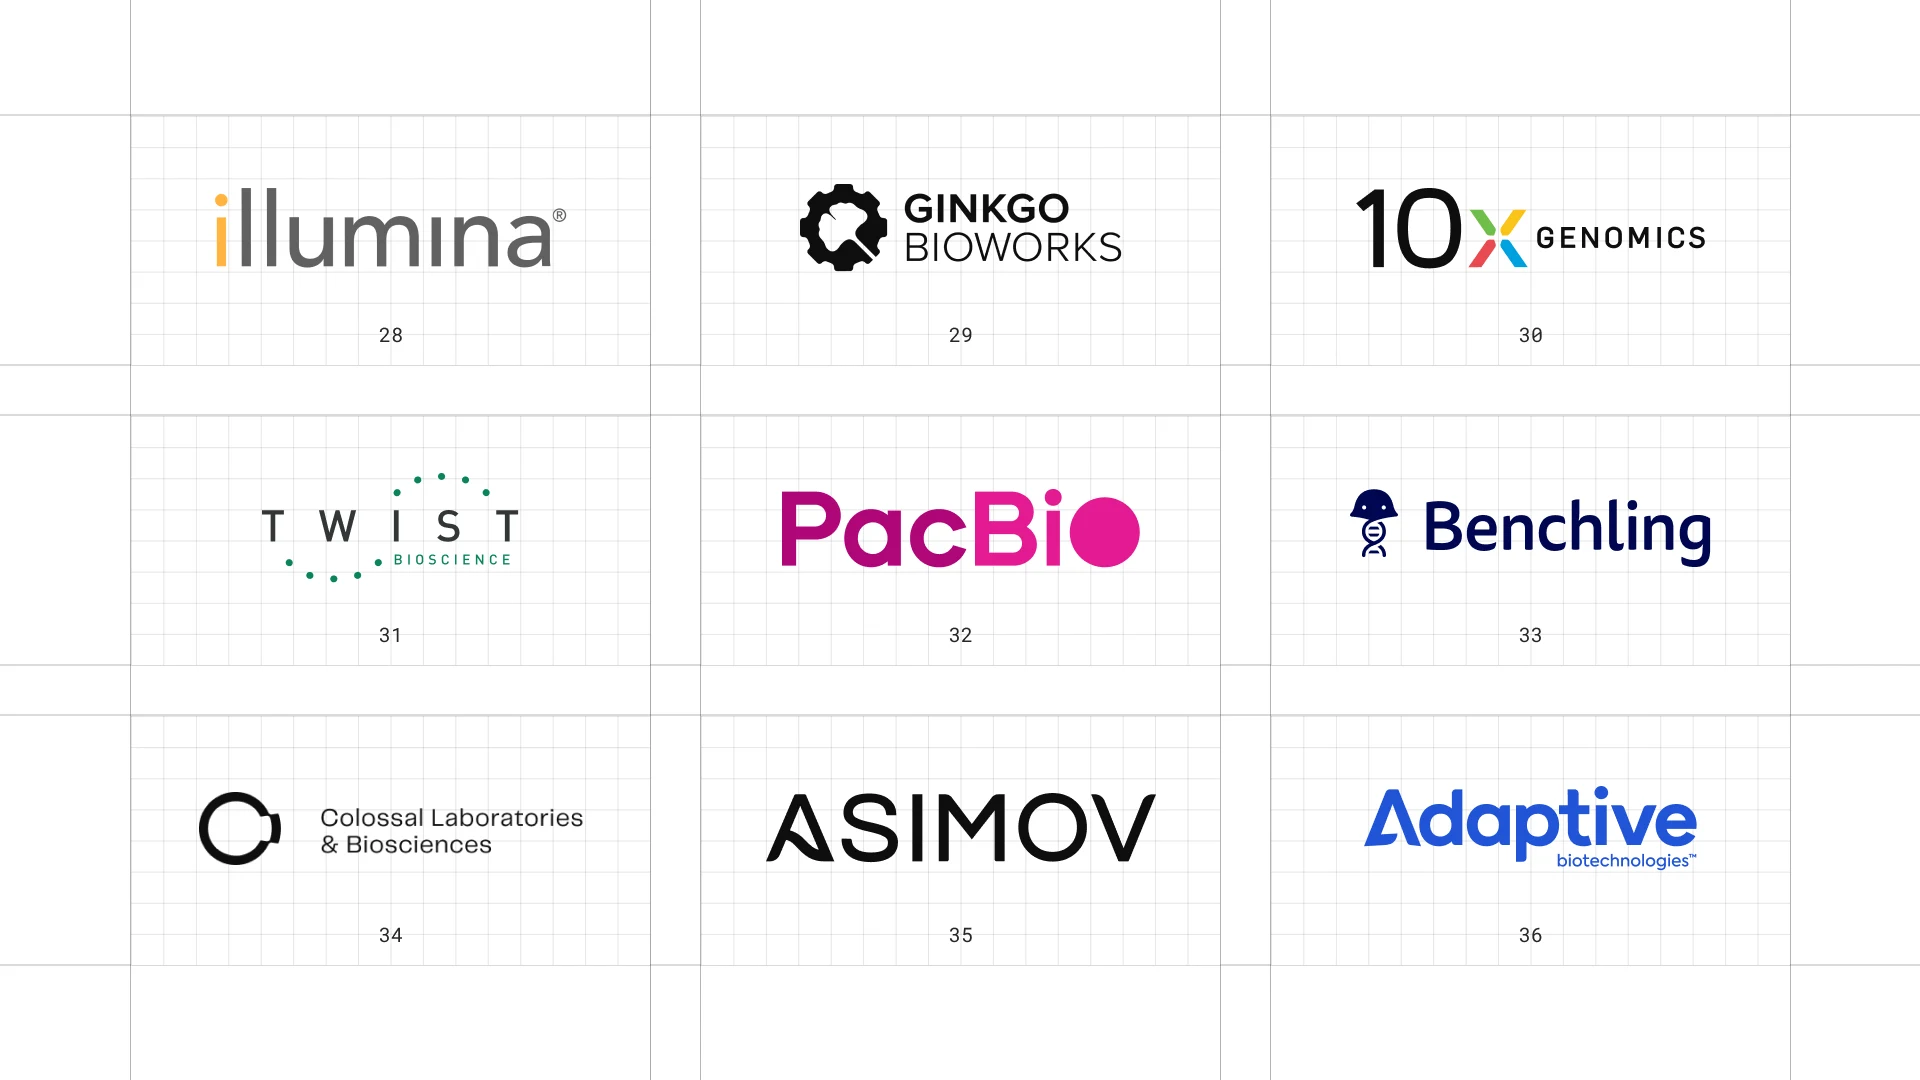 illumina®
28
GINKGO
BIOWORKS
29
10x GENOMICS
30
TWIST
BIOSCIENCE
31
PacBio
32
Benchling
33
Colossal Laboratories
& Biosciences
34
ASIMOV
35
Adaptive
biotechnologies™
36